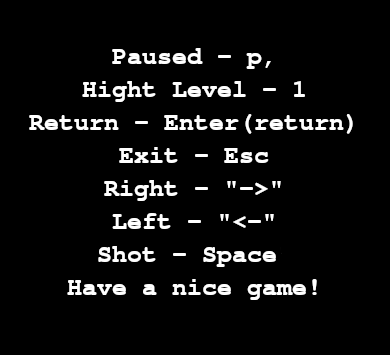 Paused - p,
Hight Level - 1
Return - Enter(return)
Exit - Esc
Right - "->"
Left - "<-"
Shot - Space
Have a nice game!